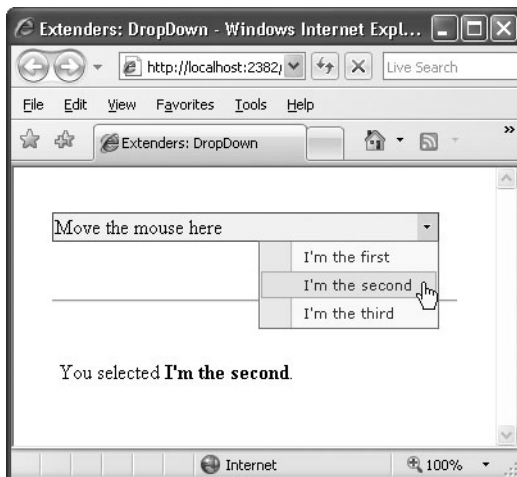 Extenders: DropDown - Windows Internet Expl...
http://localhost:2382/
Live Search
File Edit View Favorites Tools Help
Extenders: DropDown
»
Move the mouse here
I'm the first
I'm the second
I'm the third
You selected I'm the second.
Internet 100%